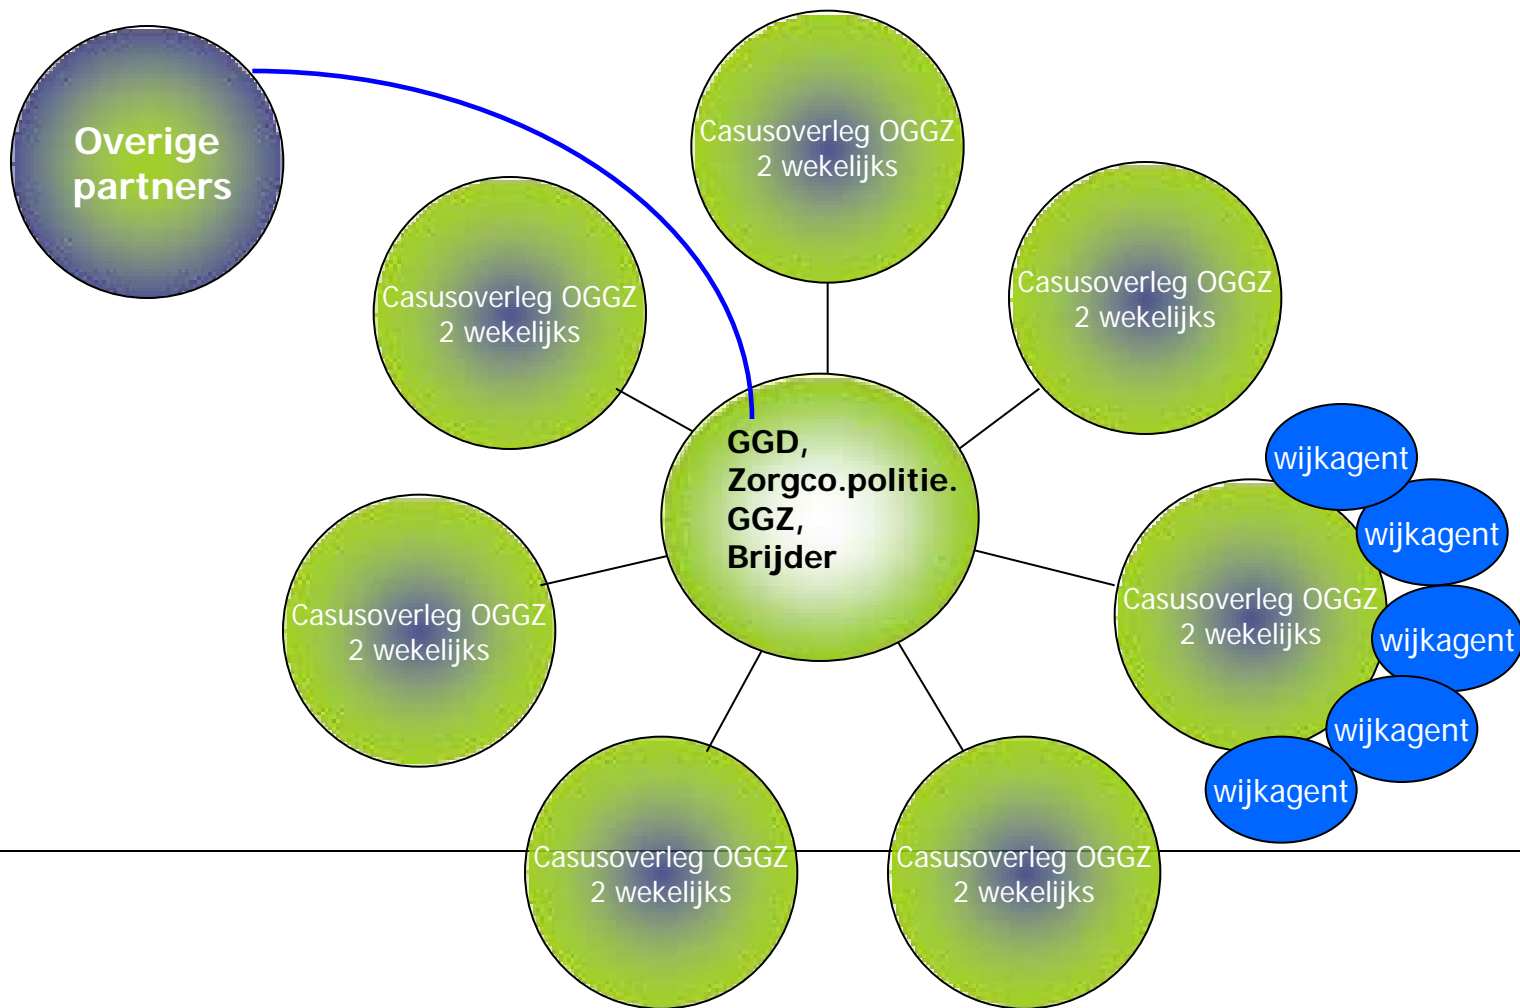 Overige
partners
Casusoverleg OGGZ
2 wekelijks
Casusoverleg OGGZ
2 wekelijks
Casusoverleg OGGZ
2 wekelijks
GGD,
Zorgco.politie.
GGZ,
Brijder
wijkagent
wijkagent
Casusoverleg OGGZ
2 wekelijks
wijkagent
wijkagent
wijkagent
Casusoverleg OGGZ
2 wekelijks
Casusoverleg OGGZ
2 wekelijks
Casusoverleg OGGZ
2 wekelijks